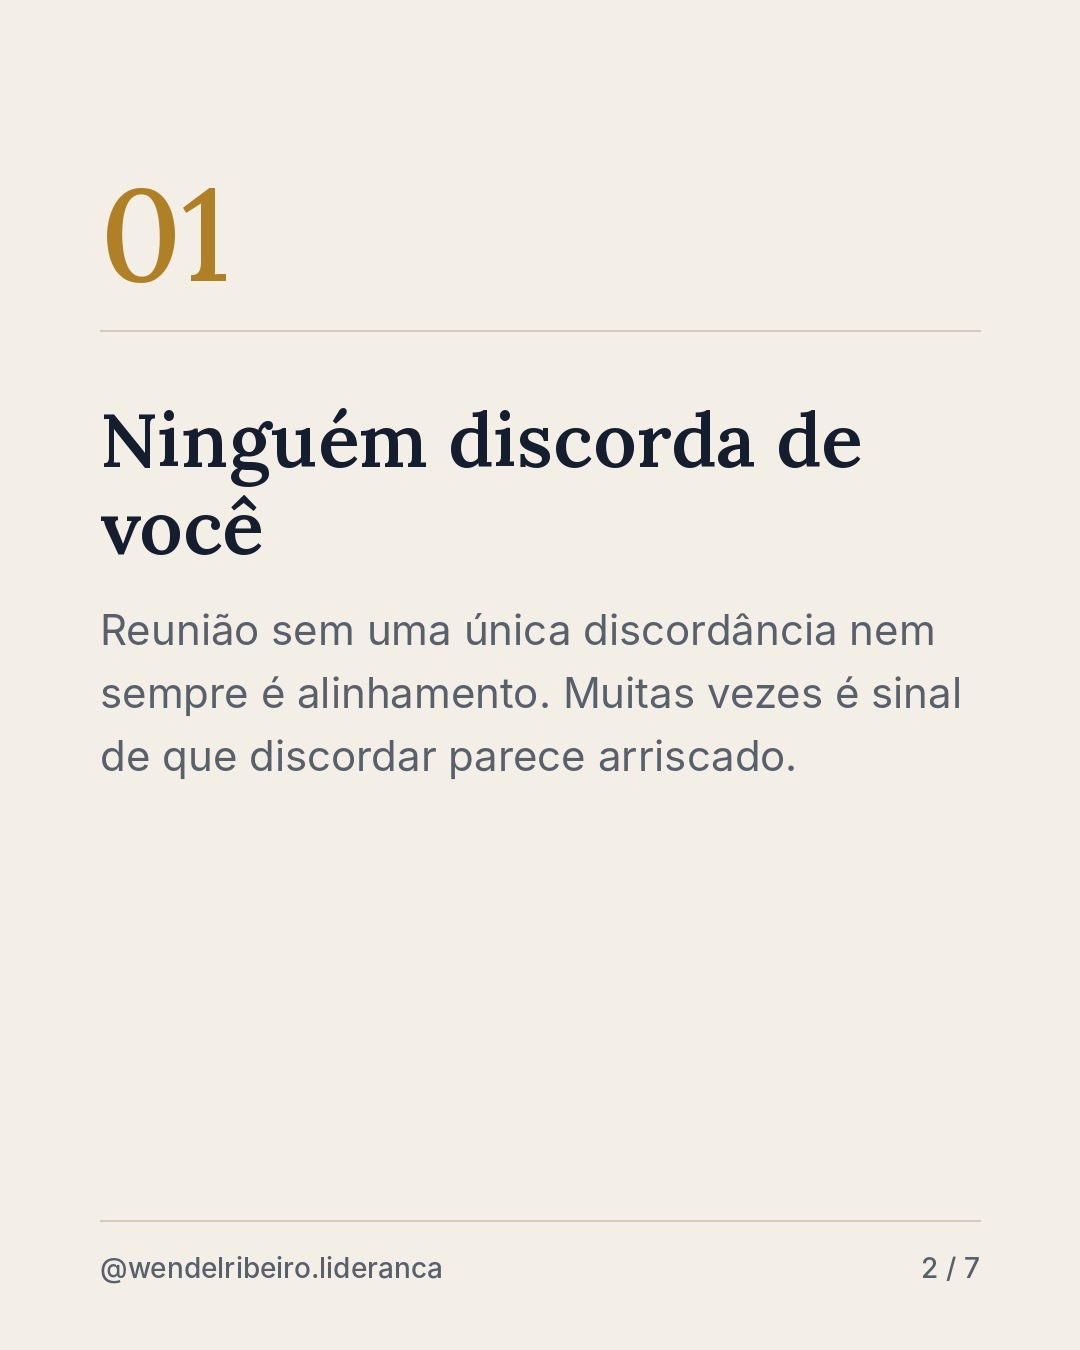 01
Ninguém discorda de
você
Reunião sem uma única discordância nem
sempre é alinhamento. Muitas vezes é sinal
de que discordar parece arriscado.
@wendelribeiro.lideranca
2 / 7